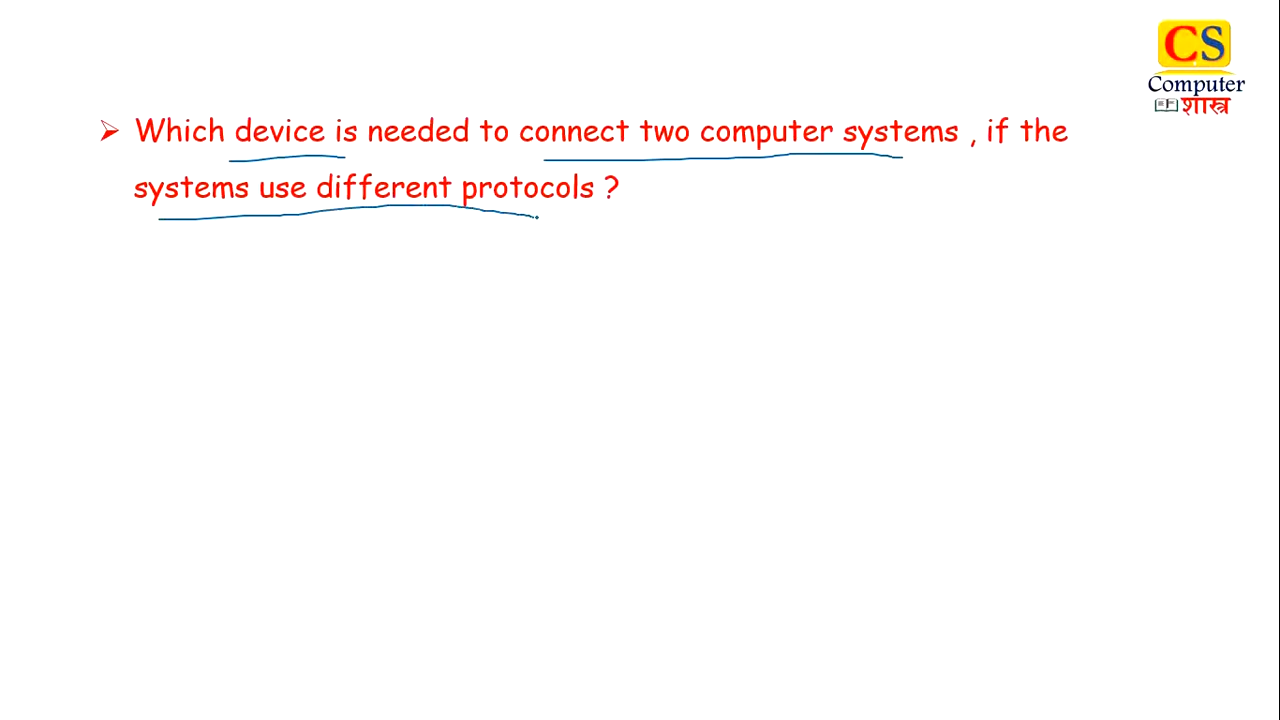 CS
Computer
शास्त्र
➢ Which device is needed to connect two computer systems , if the
systems use different protocols ?